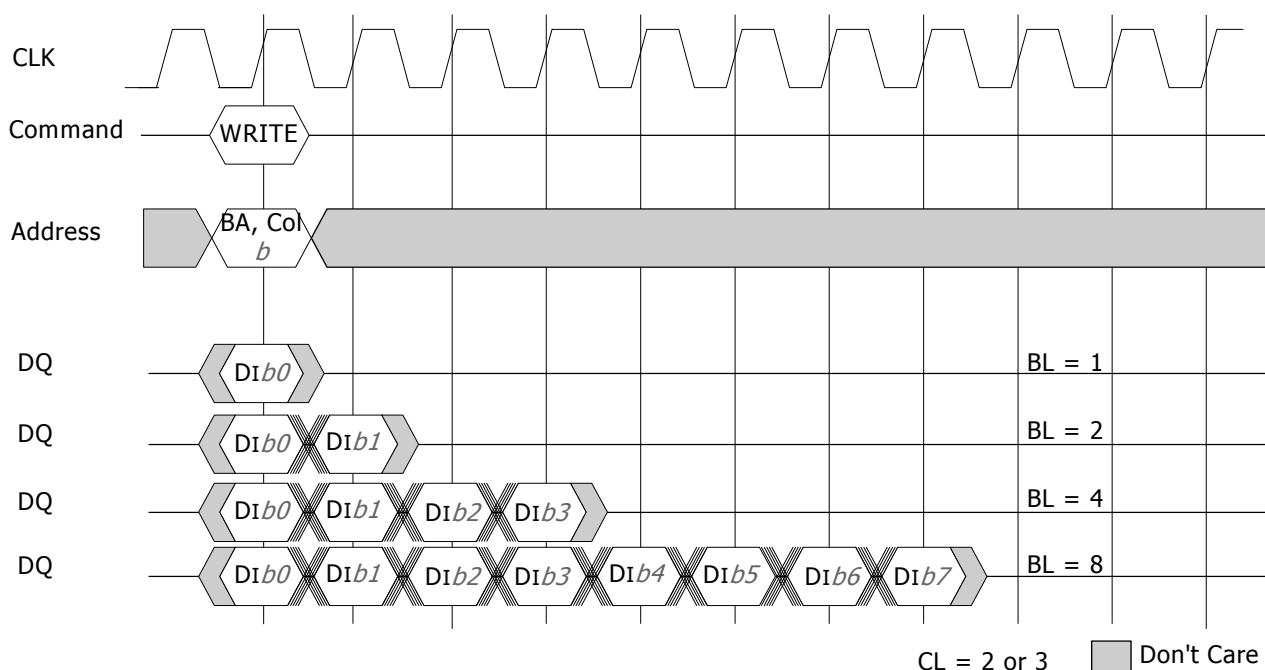 CLK
Command WRITE
Address BA, Col
b
DQ DIb0 BL = 1
DQ DIb0 DIb1 BL = 2
DQ DIb0 DIb1 DIb2 DIb3 BL = 4
DQ DIb0 DIb1 DIb2 DIb3 DIb4 DIb5 DIb6 DIb7 BL = 8
CL = 2 or 3 Don't Care